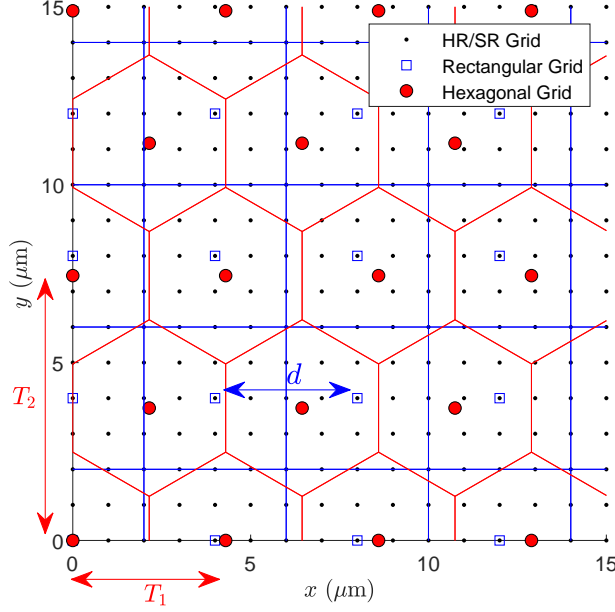 15
HR/SR Grid
Rectangular Grid
Hexagonal Grid
10
y (μm)
5
d
T₂
0
0
5
10
15
T₁
x (μm)